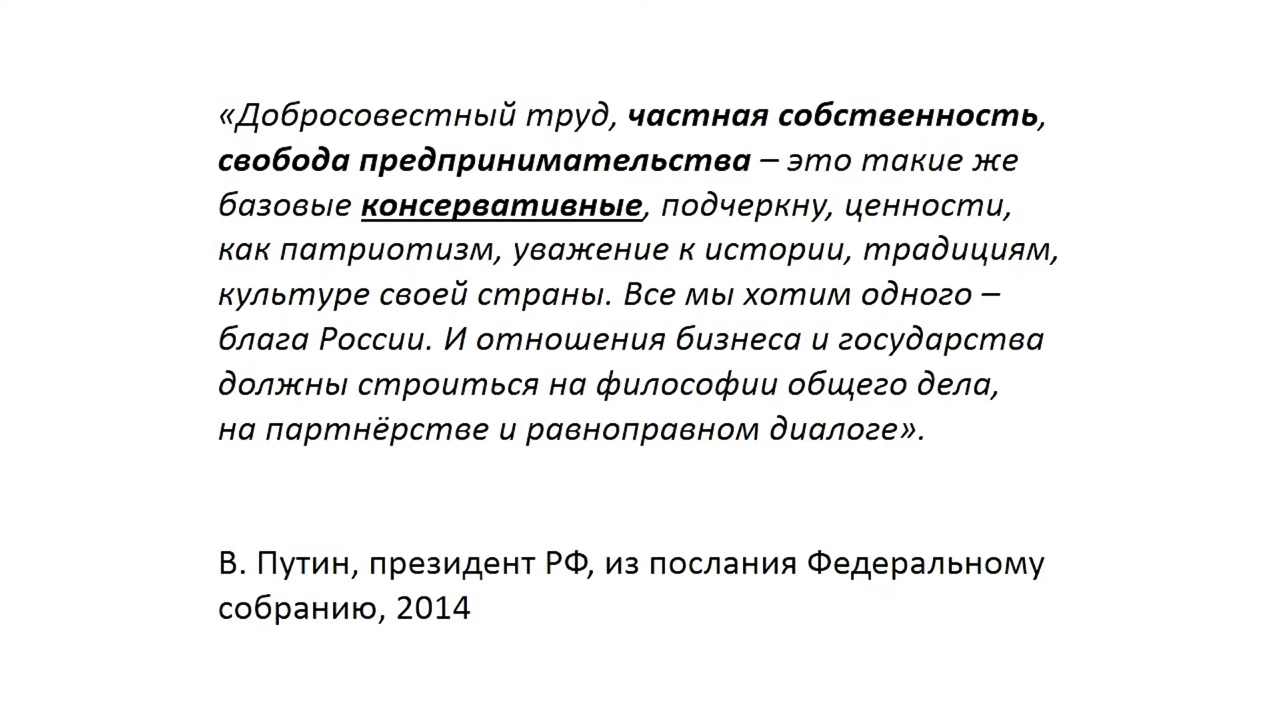 «Добросовестный труд, частная собственность,
свобода предпринимательства – это такие же
базовые консервативные, подчеркну, ценности,
как патриотизм, уважение к истории, традициям,
культуре своей страны. Все мы хотим одного –
блага России. И отношения бизнеса и государства
должны строиться на философии общего дела,
на партнёрстве и равноправном диалоге».
В. Путин, президент РФ, из послания Федеральному
собранию, 2014